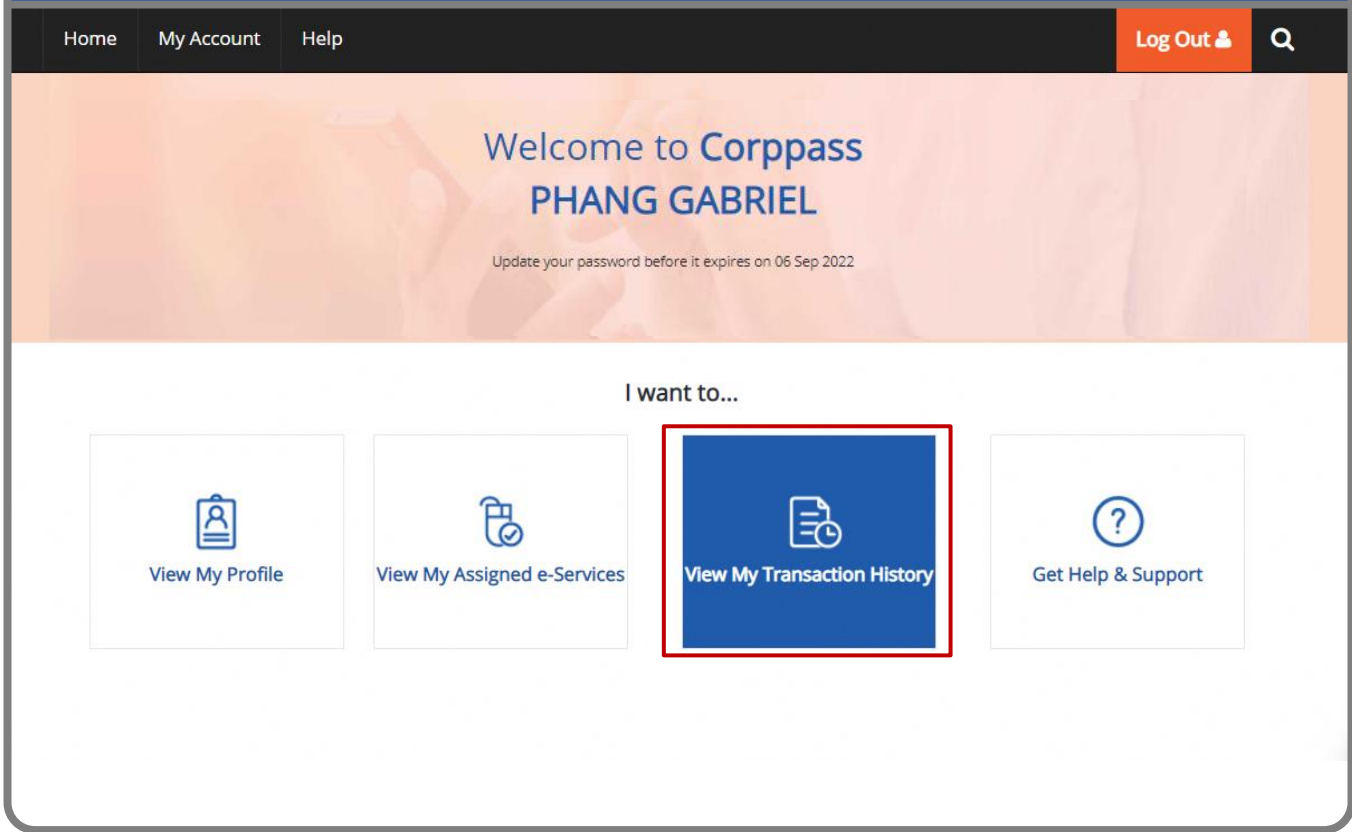 Home My Account Help Log Out
Welcome to Corppass
PHANG GABRIEL
Update your password before it expires on 06 Sep 2022
I want to...
View My Profile View My Assigned e-Services View My Transaction History Get Help & Support